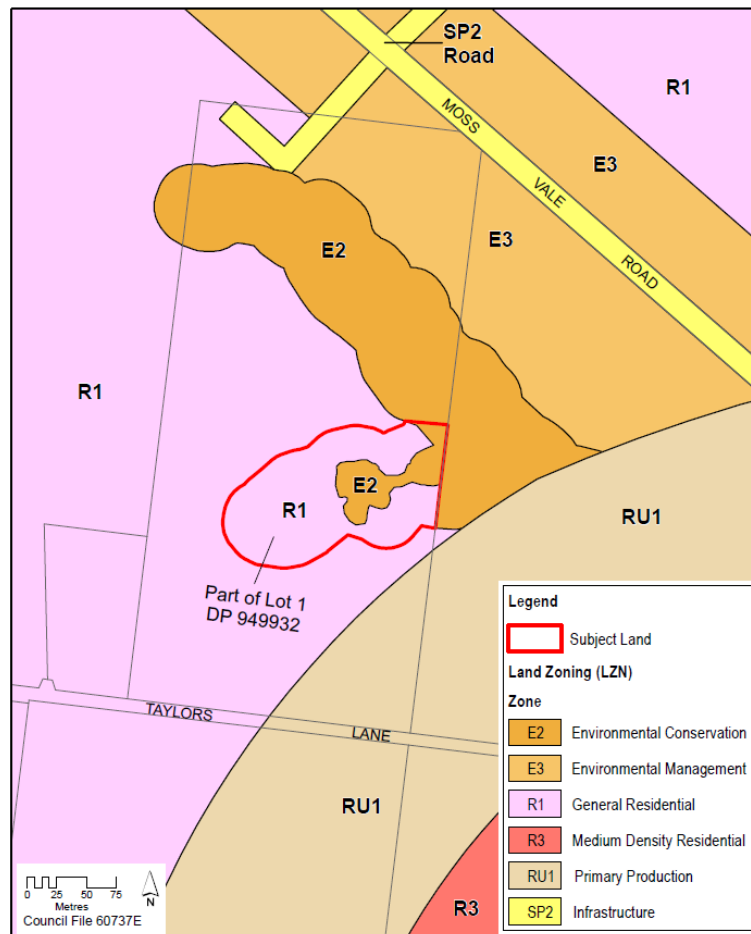 SP2
Road
R1
MOSS
VALE
ROAD
E3
E3
E2
R1
E2
R1
RU1
Part of Lot 1
DP 949932
TAYLORS
LANE
RU1
R3
0 25 50 75
Metres
N
Council File 60737E
Legend
Subject Land
Land Zoning (LZN)
Zone
E2 Environmental Conservation
E3 Environmental Management
R1 General Residential
R3 Medium Density Residential
RU1 Primary Production
SP2 Infrastructure